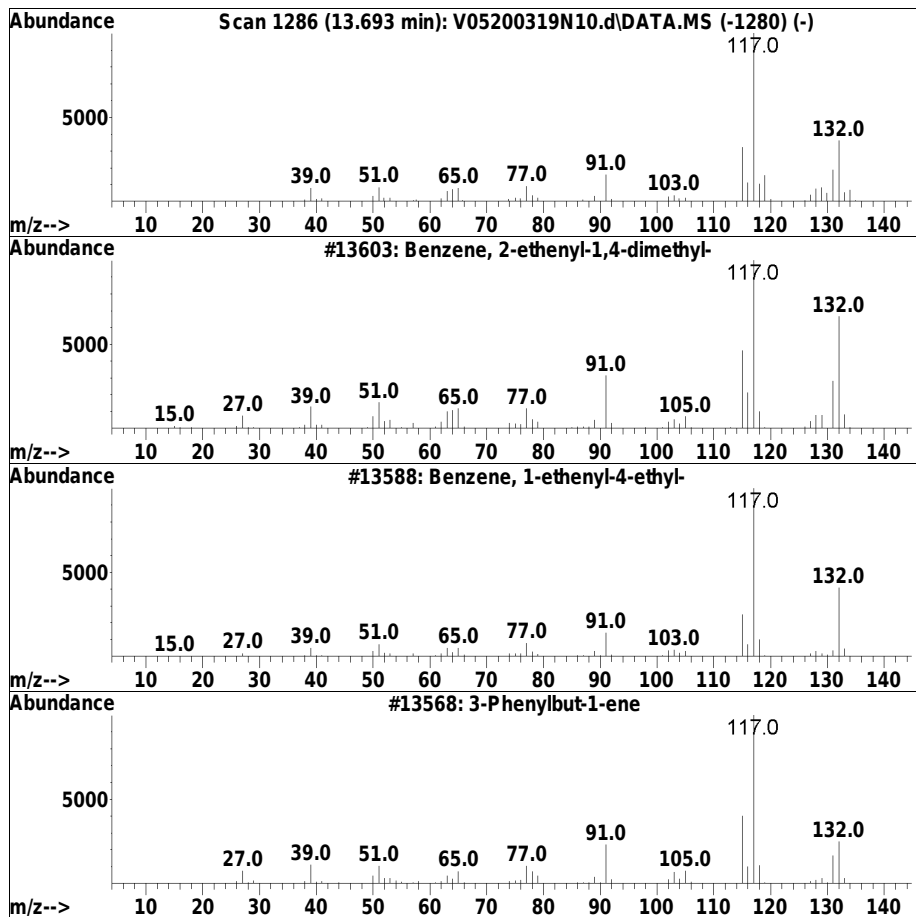 Abundance Scan 1286 (13.693 min): V05200319N10.d\DATA.MS (-1280) (-)
117.0
5000
132.0
39.0 51.0 65.0 77.0 91.0 103.0
m/z--> 10 20 30 40 50 60 70 80 90 100 110 120 130 140
Abundance #13603: Benzene, 2-ethenyl-1,4-dimethyl-
117.0
132.0
5000
91.0
15.0 27.0 39.0 51.0 65.0 77.0 105.0
m/z--> 10 20 30 40 50 60 70 80 90 100 110 120 130 140
Abundance #13588: Benzene, 1-ethenyl-4-ethyl-
117.0
5000
132.0
15.0 27.0 39.0 51.0 65.0 77.0 91.0 103.0
m/z--> 10 20 30 40 50 60 70 80 90 100 110 120 130 140
Abundance #13568: 3-Phenylbut-1-ene
117.0
5000
27.0 39.0 51.0 65.0 77.0 91.0 105.0 132.0
m/z--> 10 20 30 40 50 60 70 80 90 100 110 120 130 140